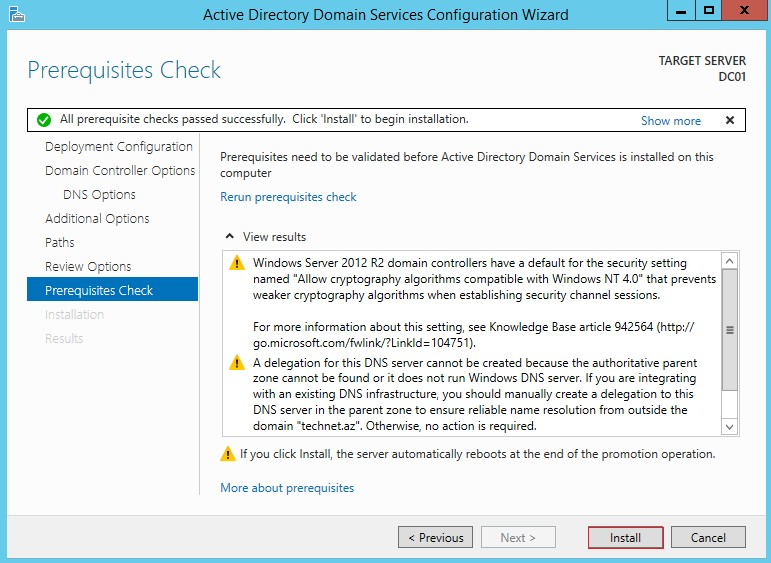 Active Directory Domain Services Configuration Wizard
Prerequisites Check
TARGET SERVER
DC01
All prerequisite checks passed successfully.  Click 'Install' to begin installation.
Show more
Deployment Configuration
Domain Controller Options
DNS Options
Additional Options
Paths
Review Options
Prerequisites Check
Installation
Results
Prerequisites need to be validated before Active Directory Domain Services is installed on this
computer
Rerun prerequisites check
View results
Windows Server 2012 R2 domain controllers have a default for the security setting
named "Allow cryptography algorithms compatible with Windows NT 4.0" that prevents
weaker cryptography algorithms when establishing security channel sessions.
For more information about this setting, see Knowledge Base article 942564 (http://
go.microsoft.com/fwlink/?LinkId=104751).
A delegation for this DNS server cannot be created because the authoritative parent
zone cannot be found or it does not run Windows DNS server. If you are integrating
with an existing DNS infrastructure, you should manually create a delegation to this
DNS server in the parent zone to ensure reliable name resolution from outside the
domain "technet.az". Otherwise, no action is required.
If you click Install, the server automatically reboots at the end of the promotion operation.
More about prerequisites
< Previous
Next >
Install
Cancel